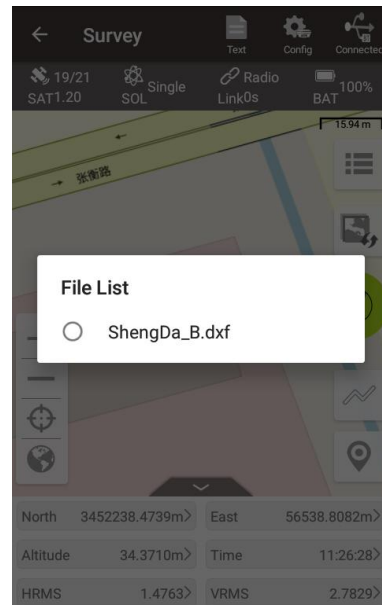 Survey
Text
Config
Connected
19/21
SAT1.20
Single
SOL
Radio
Link0s
100%
BAT
15.94 m
张衡路
File List
ShengDa_B.dxf
North 3452238.4739m> East 56538.8082m>
Altitude 34.3710m> Time 11:26:28>
HRMS 1.4763> VRMS 2.7829>